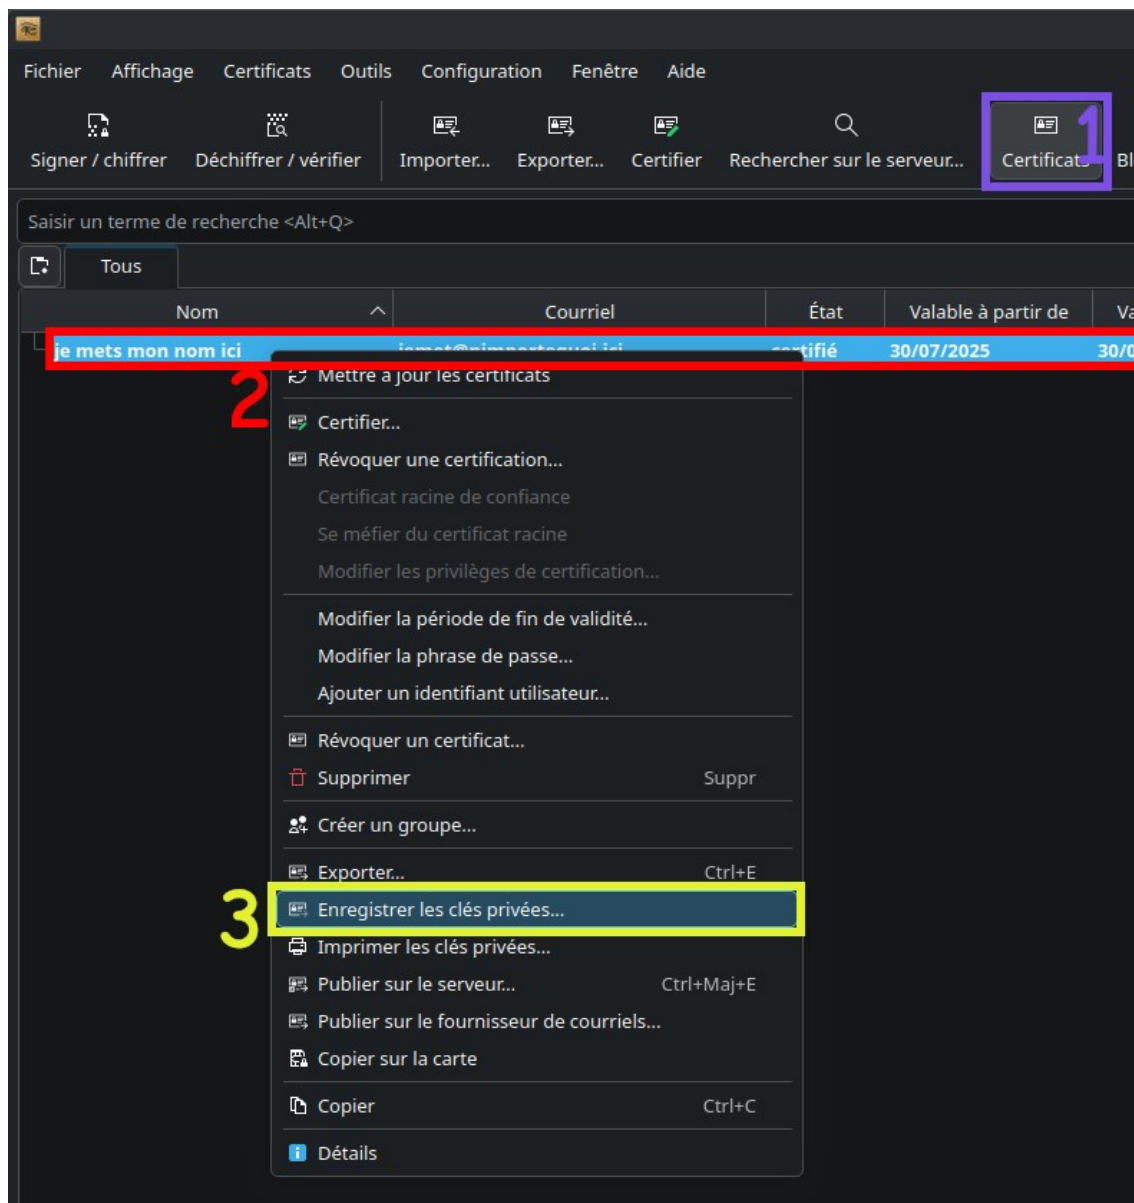 Fichier Affichage Certificats Outils Configuration Fenêtre Aide
Signer / chiffrer Déchiffrer / vérifier Importer... Exporter... Certifier Rechercher sur le serveur... Certificats Bl
1
Saisir un terme de recherche <Alt+Q>
Tous
Nom Courriel État Valable à partir de Va
je mets mon nom ici certifié 30/07/2025 30/0
2
Mettre à jour les certificats
Certifier...
Révoquer une certification...
Certificat racine de confiance
Se méfier du certificat racine
Modifier les privilèges de certification...
Modifier la période de fin de validité...
Modifier la phrase de passe...
Ajouter un identifiant utilisateur...
Révoquer un certificat...
Supprimer Suppr
Créer un groupe...
Exporter... Ctrl+E
3 Enregistrer les clés privées...
Imprimer les clés privées...
Publier sur le serveur... Ctrl+Maj+E
Publier sur le fournisseur de courriels...
Copier sur la carte
Copier Ctrl+C
Détails